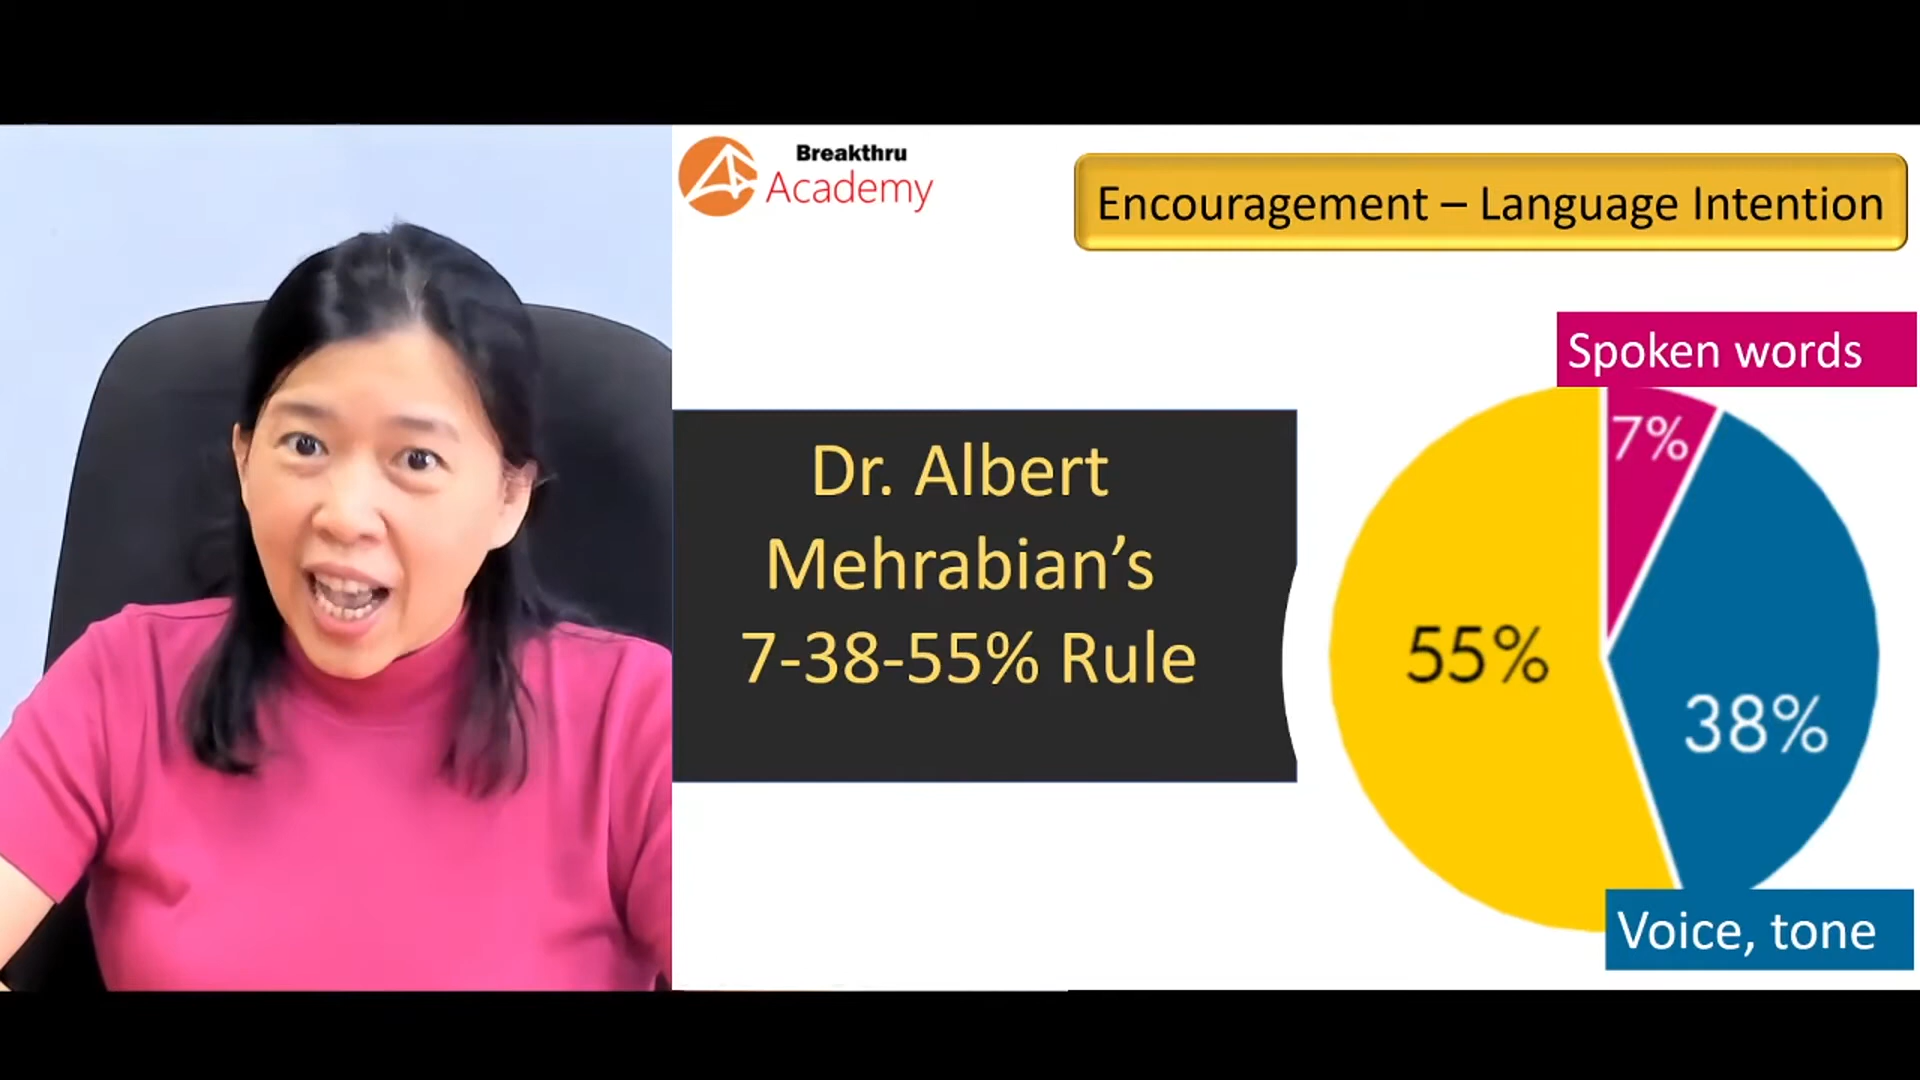 Breakthru
Academy
Encouragement – Language Intention
Spoken words
7%
Dr. Albert
Mehrabian’s
7-38-55% Rule
55%
38%
Voice, tone